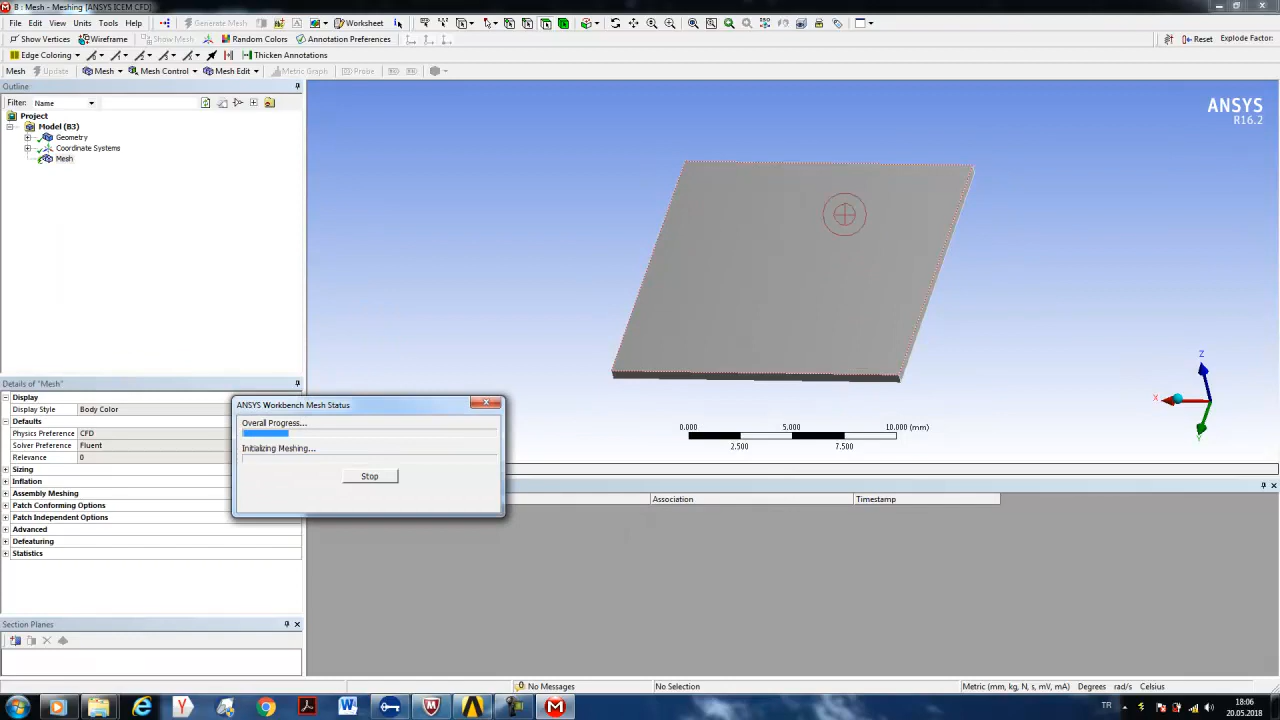 B : Mesh - Meshing [ANSYS ICEM CFD]
File Edit View Units Tools Help Generate Mesh Worksheet
Show Vertices Wireframe Show Mesh Random Colors Annotation Preferences Reset Explode Factor:
Edge Coloring Thicken Annotations
Mesh Update Mesh Mesh Control Mesh Edit Metric Graph Probe
Outline
Filter: Name
Project
Model (B3)
Geometry
Coordinate Systems
Mesh
ANSYS
R16.2
0.000 5.000 10.000 (mm)
2.500 7.500
X
Y
Z
Details of "Mesh"
Display
Display Style Body Color
Defaults
Physics Preference CFD
Solver Preference Fluent
Relevance 0
Sizing
Inflation
Assembly Meshing
Patch Conforming Options
Patch Independent Options
Advanced
Defeaturing
Statistics
ANSYS Workbench Mesh Status
Overall Progress...
Initializing Meshing...
Stop
Association Timestamp
Section Planes
No Messages No Selection Metric (mm, kg, N, s, mV, mA) Degrees rad/s Celsius
TR 18:06
20.05.2018